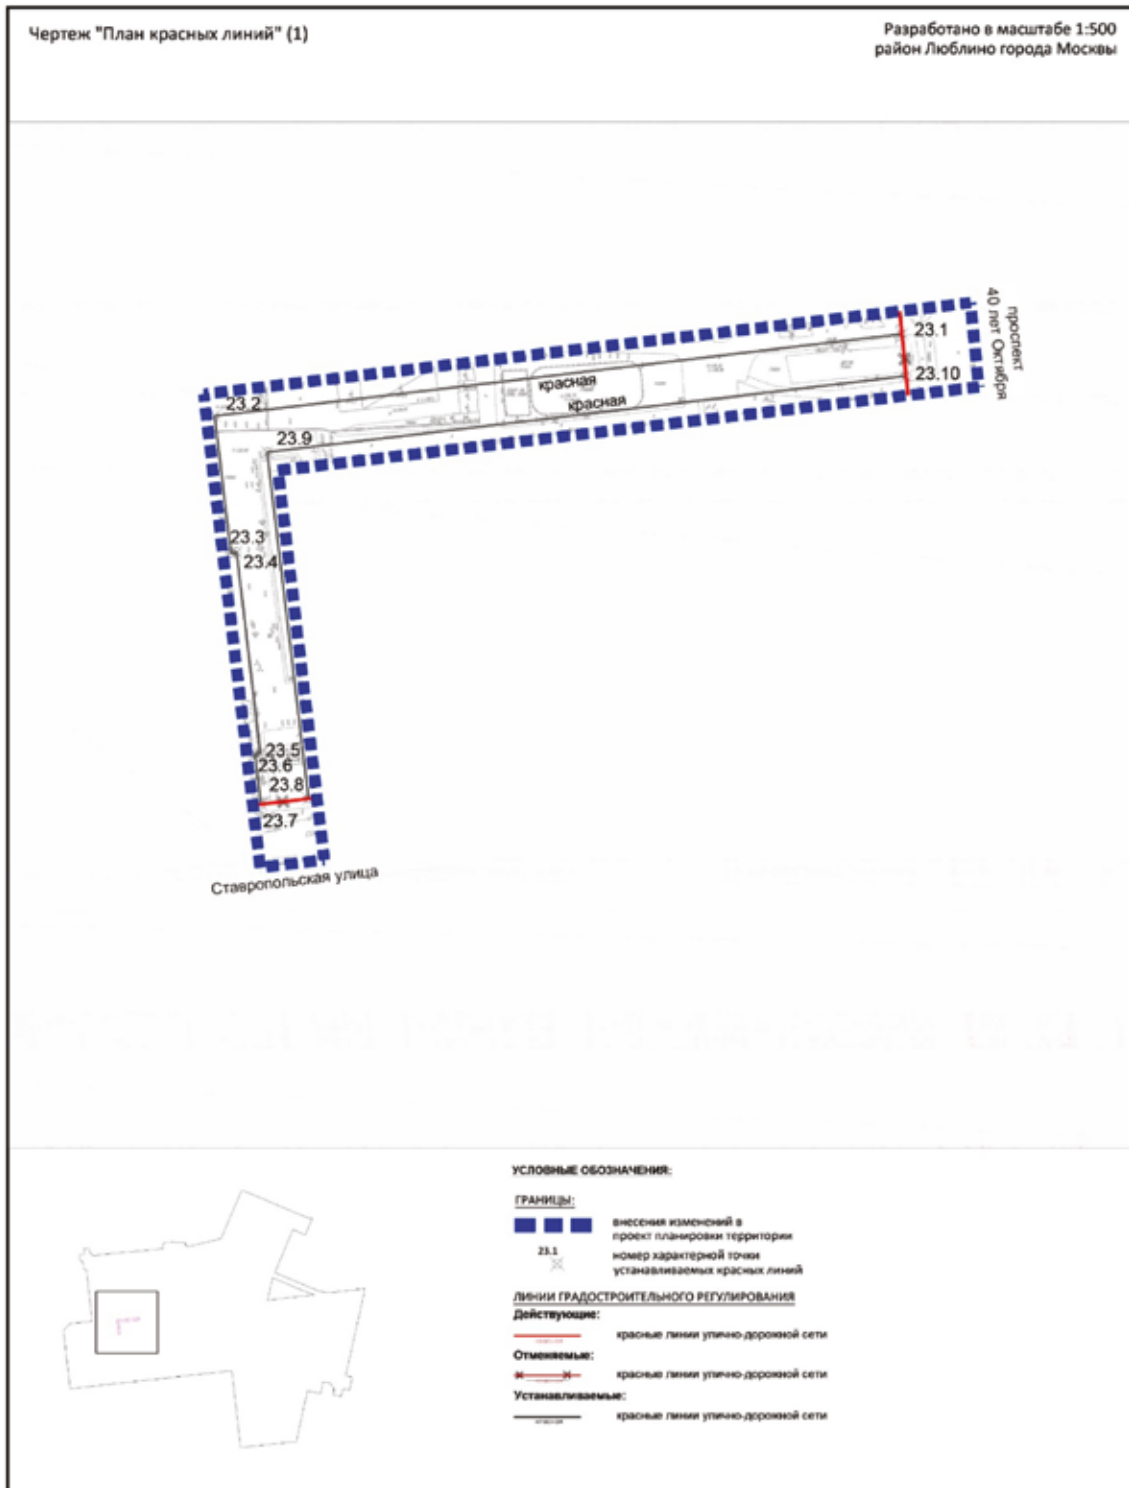 Чертеж "План красных линий" (1)
Разработано в масштабе 1:500
район Люблино города Москвы
проспект
40 лет Октября
23.1
23.10
красная
красная
23.2
23.9
23.3
23.4
23.5
23.6
23.8
23.7
Ставропольская улица
УСЛОВНЫЕ ОБОЗНАЧЕНИЯ:
ГРАНИЦЫ:
внесения изменений в
проект планировки территории
23.1
номер характерной точки
устанавливаемых красных линий
ЛИНИИ ГРАДОСТРОИТЕЛЬНОГО РЕГУЛИРОВАНИЯ
Действующие:
красные линии улично-дорожной сети
Отменяемые:
красные линии улично-дорожной сети
Устанавливаемые:
красная
красные линии улично-дорожной сети